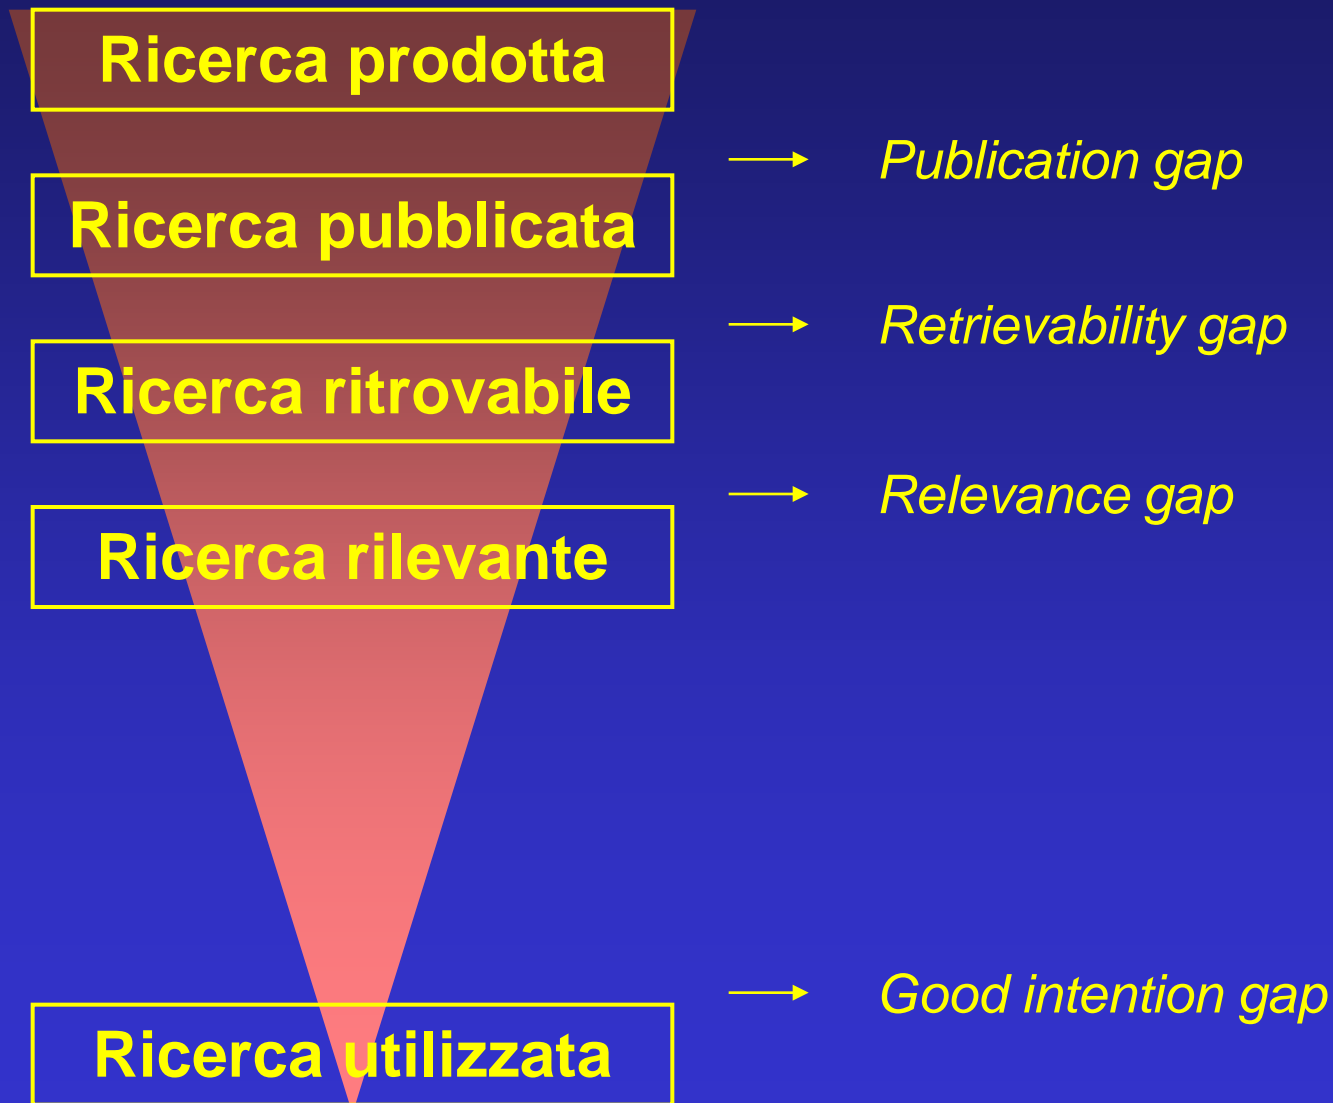 Ricerca prodotta
Publication gap
Ricerca pubblicata
Retrievability gap
Ricerca ritrovabile
Relevance gap
Ricerca rilevante
Good intention gap
Ricerca utilizzata